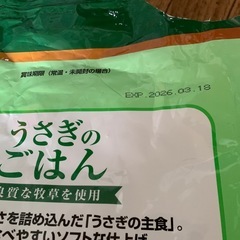 賞味期限(常温・未開封の場合)
EXP. 2026.03.18
うさぎの
ごはん
良質な牧草を使用
さを詰め込んだ「うさぎの主食」。
べやすいソフトな仕上げ